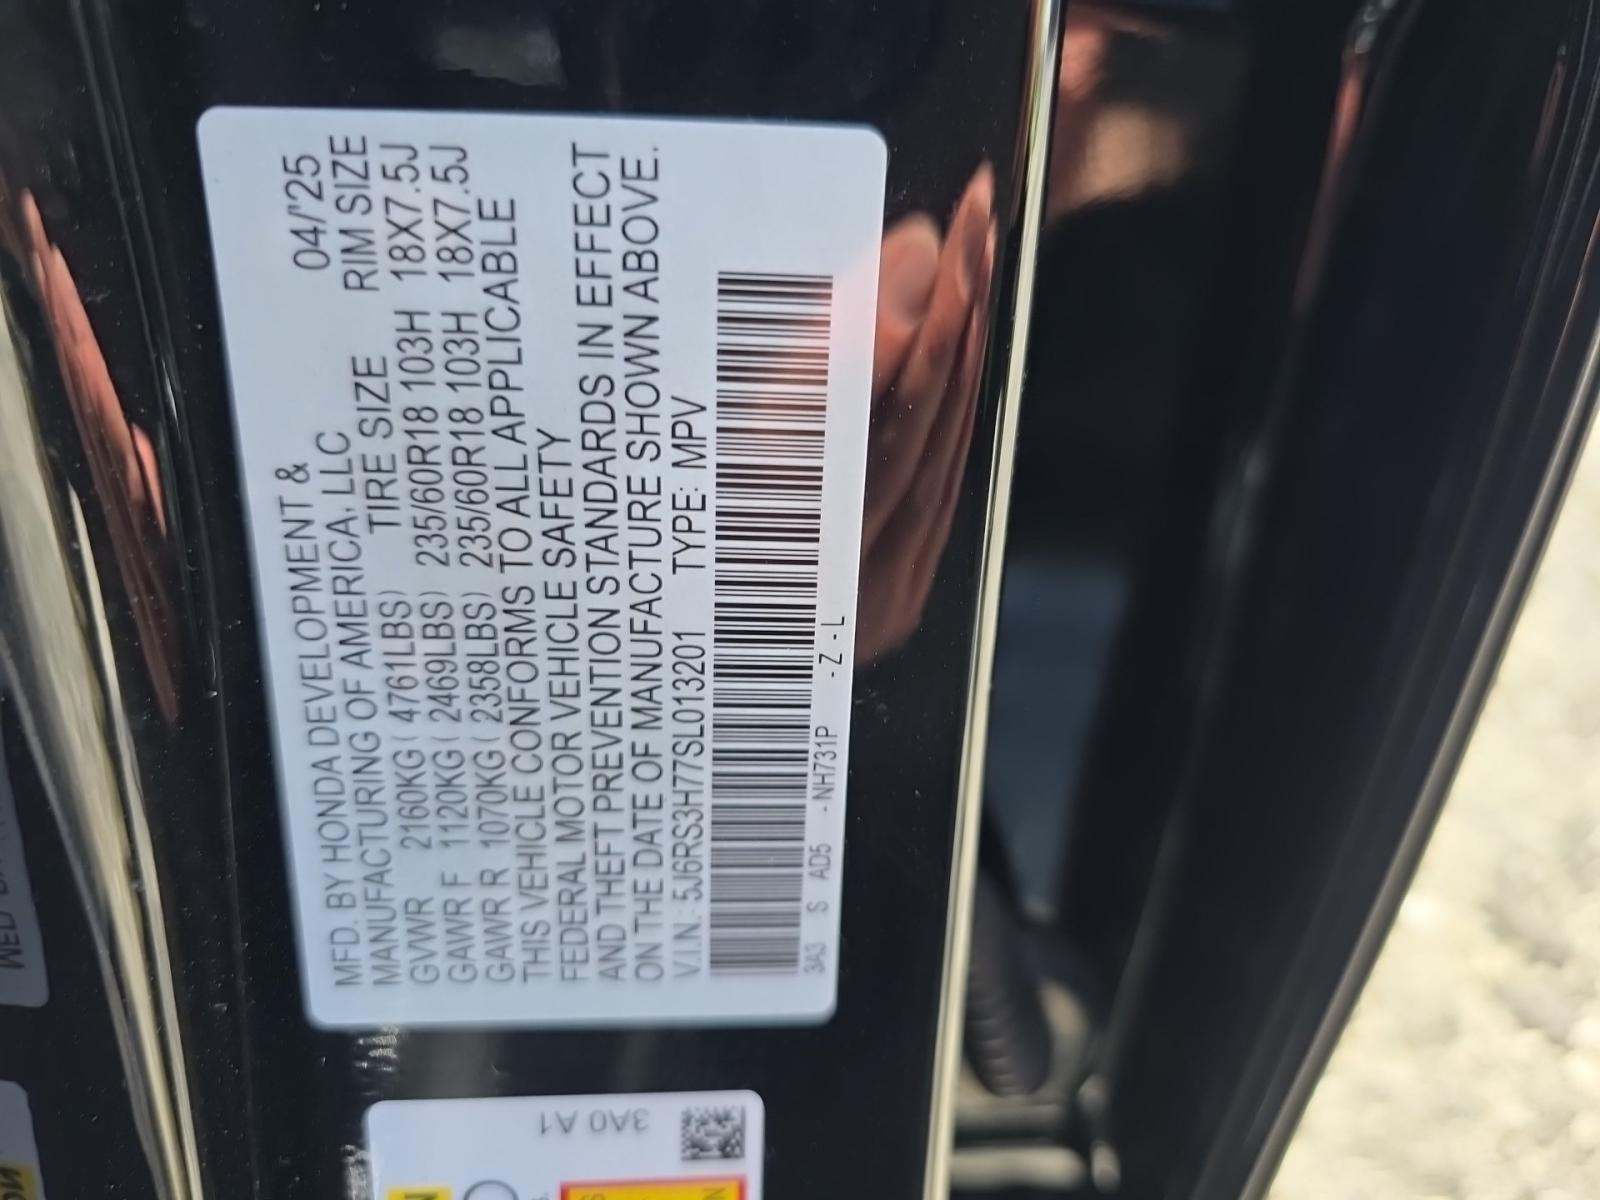 MFD. BY HONDA DEVELOPMENT & 04/'25
MANUFACTURING OF AMERICA, LLC
TIRE SIZE RIM SIZE
GVWR 2160KG ( 4761LBS) 235/60R18 103H 18X7.5J
GAWR F 1120KG ( 2469LBS) 235/60R18 103H 18X7.5J
GAWR R 1070KG ( 2358LBS)
THIS VEHICLE CONFORMS TO ALL APPLICABLE
FEDERAL MOTOR VEHICLE SAFETY
AND THEFT PREVENTION STANDARDS IN EFFECT
ON THE DATE OF MANUFACTURE SHOWN ABOVE.
V.I.N.: 5J6RS3H77SL013201 TYPE: MPV
3A3 S AD5 -NH731P -Z-L
3A0 A1